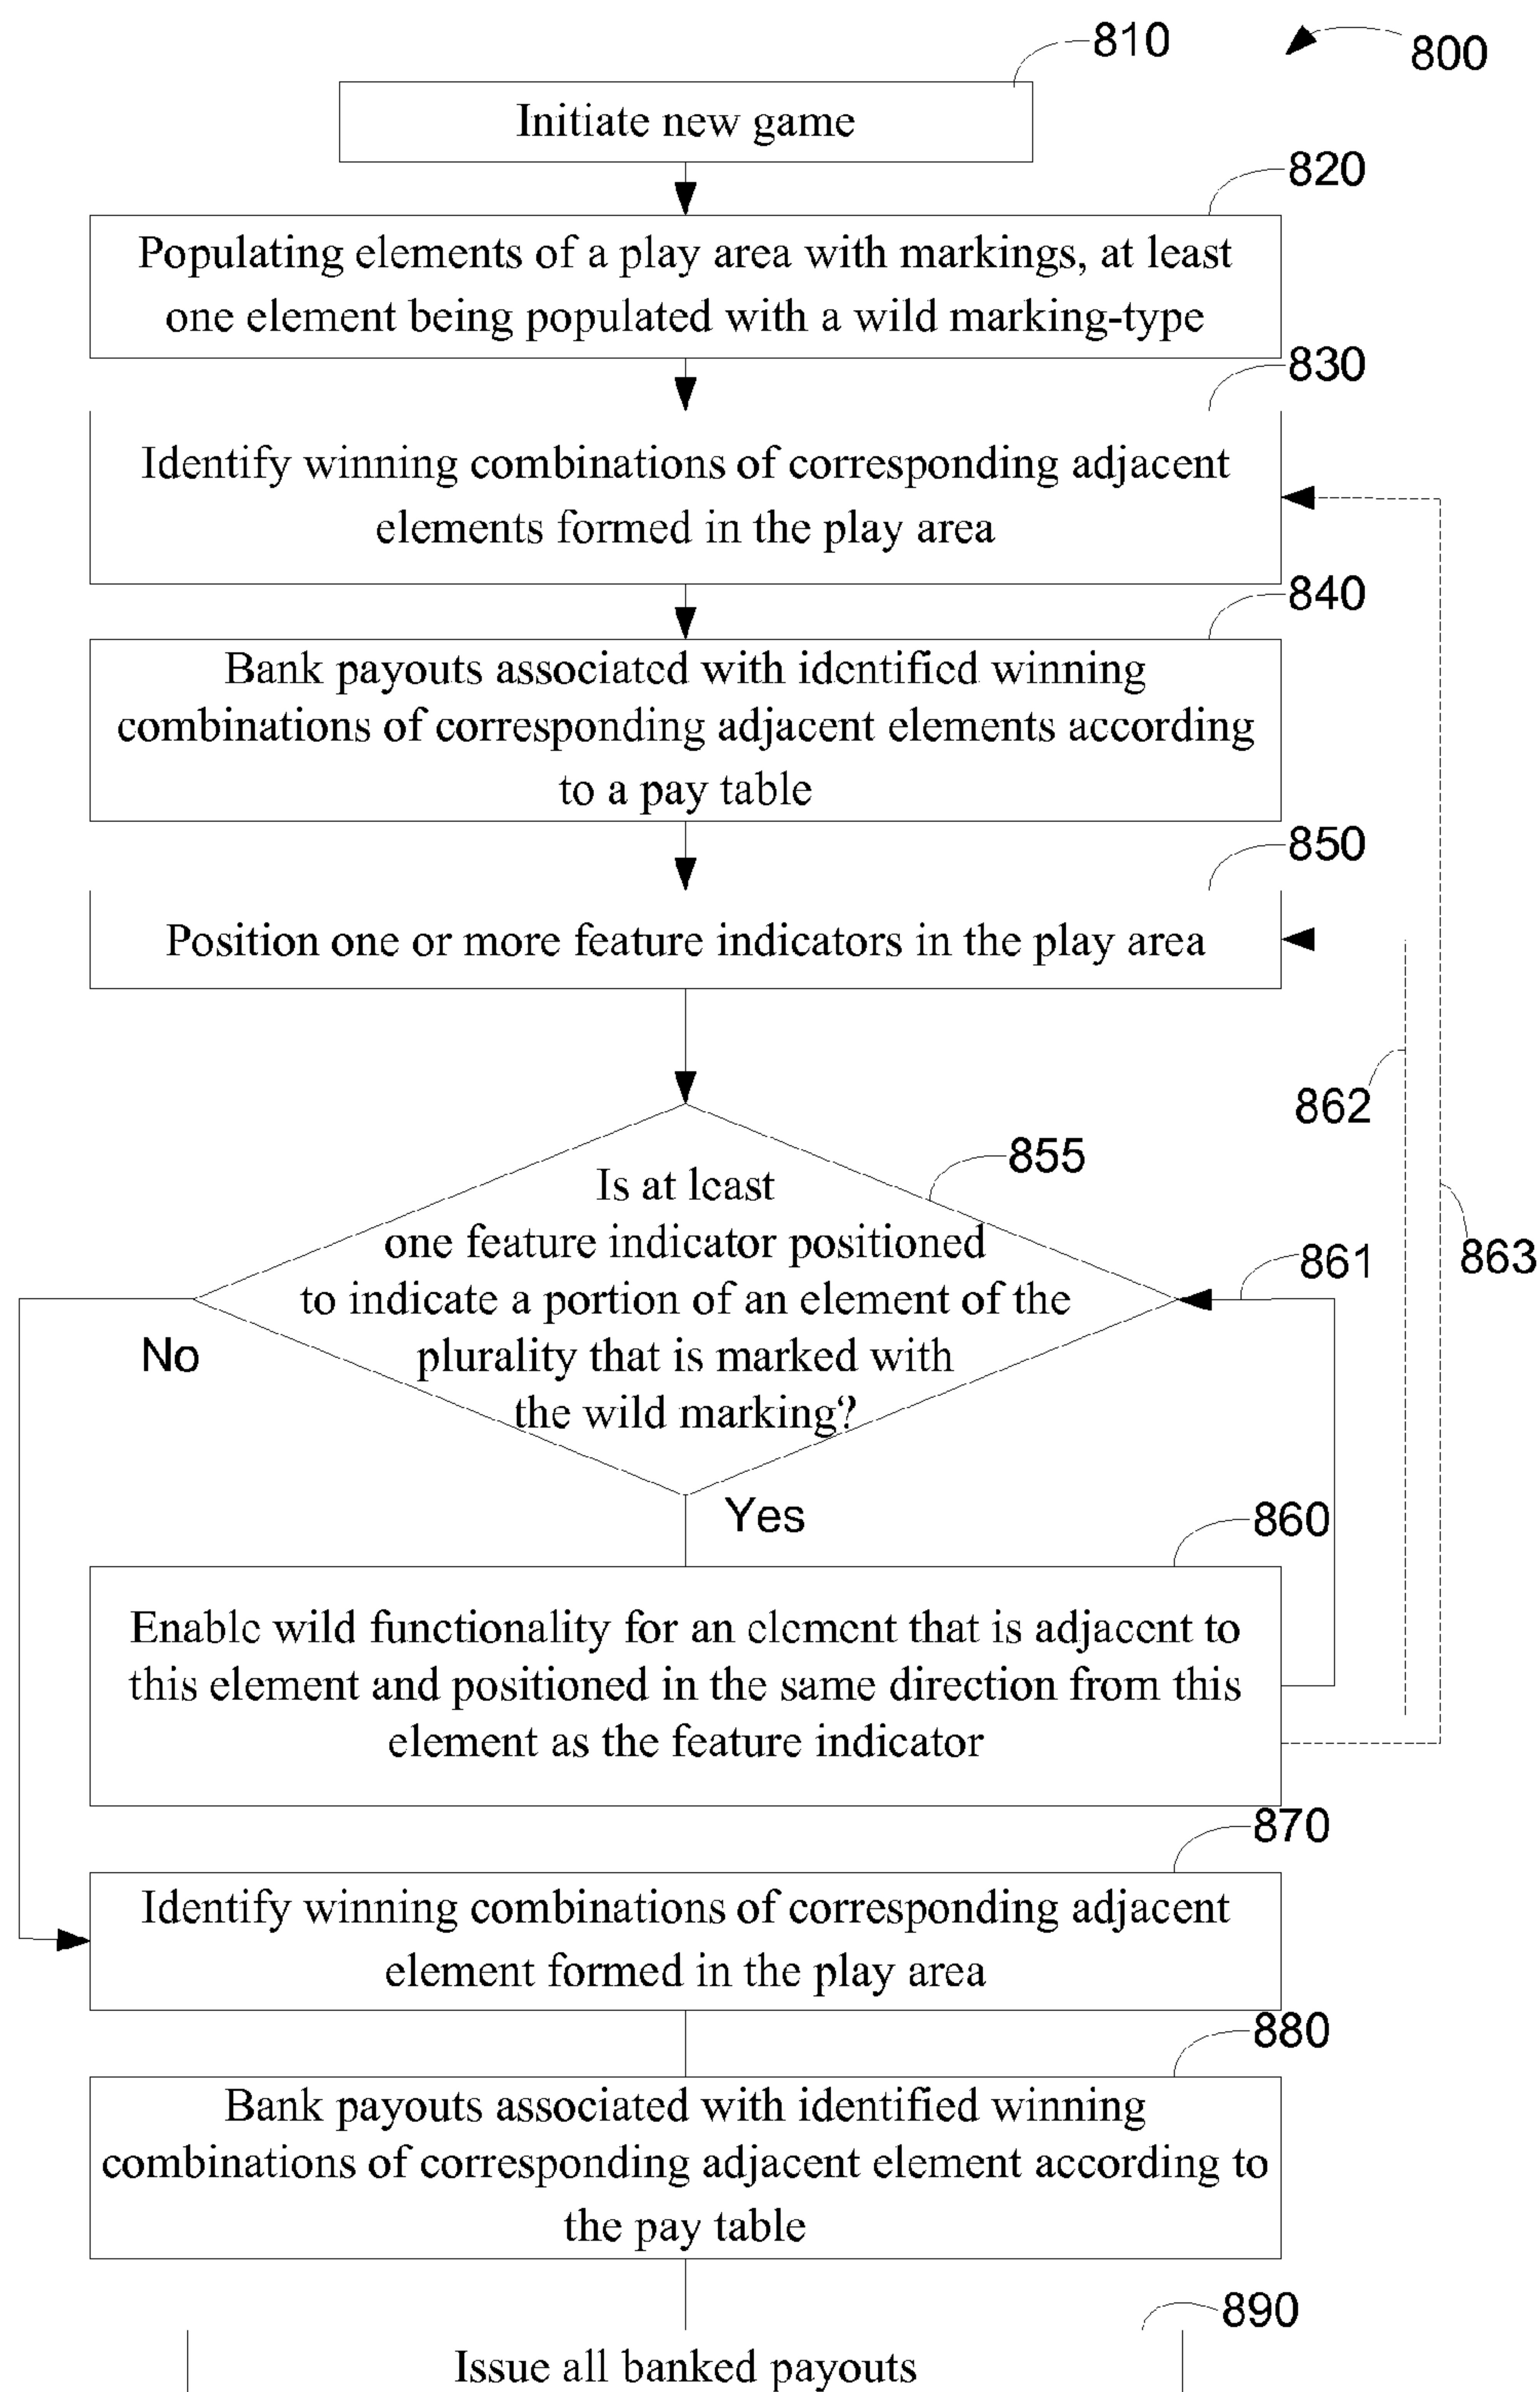 810
800
Initiate new game
820
Populating elements of a play area with markings, at least
one element being populated with a wild marking-type
830
Identify winning combinations of corresponding adjacent
elements formed in the play area
840
Bank payouts associated with identified winning
combinations of corresponding adjacent elements according
to a pay table
850
Position one or more feature indicators in the play area
862
855
Is at least
one feature indicator positioned
to indicate a portion of an element of the
plurality that is marked with
the wild marking?
861
863
No
Yes
860
Enable wild functionality for an element that is adjacent to
this element and positioned in the same direction from this
element as the feature indicator
870
Identify winning combinations of corresponding adjacent
element formed in the play area
880
Bank payouts associated with identified winning
combinations of corresponding adjacent element according to
the pay table
890
Issue all banked payouts